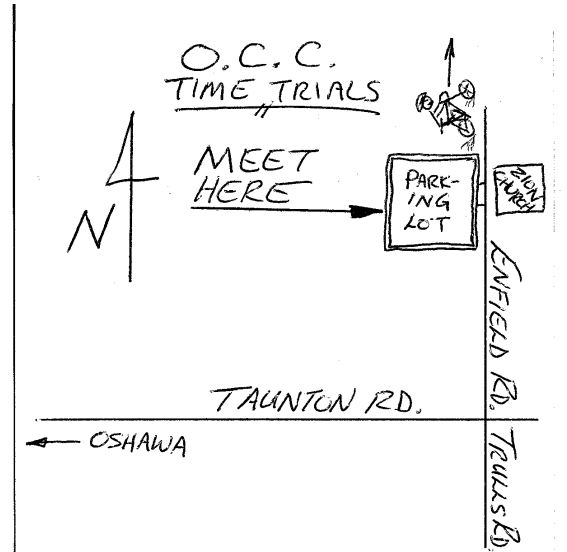 O.C.C.
TIME TRIALS
MEET
HERE
PARK-
ING
LOT
ZION
CHURCH
N
ENFIELD RD.
TAUNTON RD.
OSHAWA
TRULLS RD.